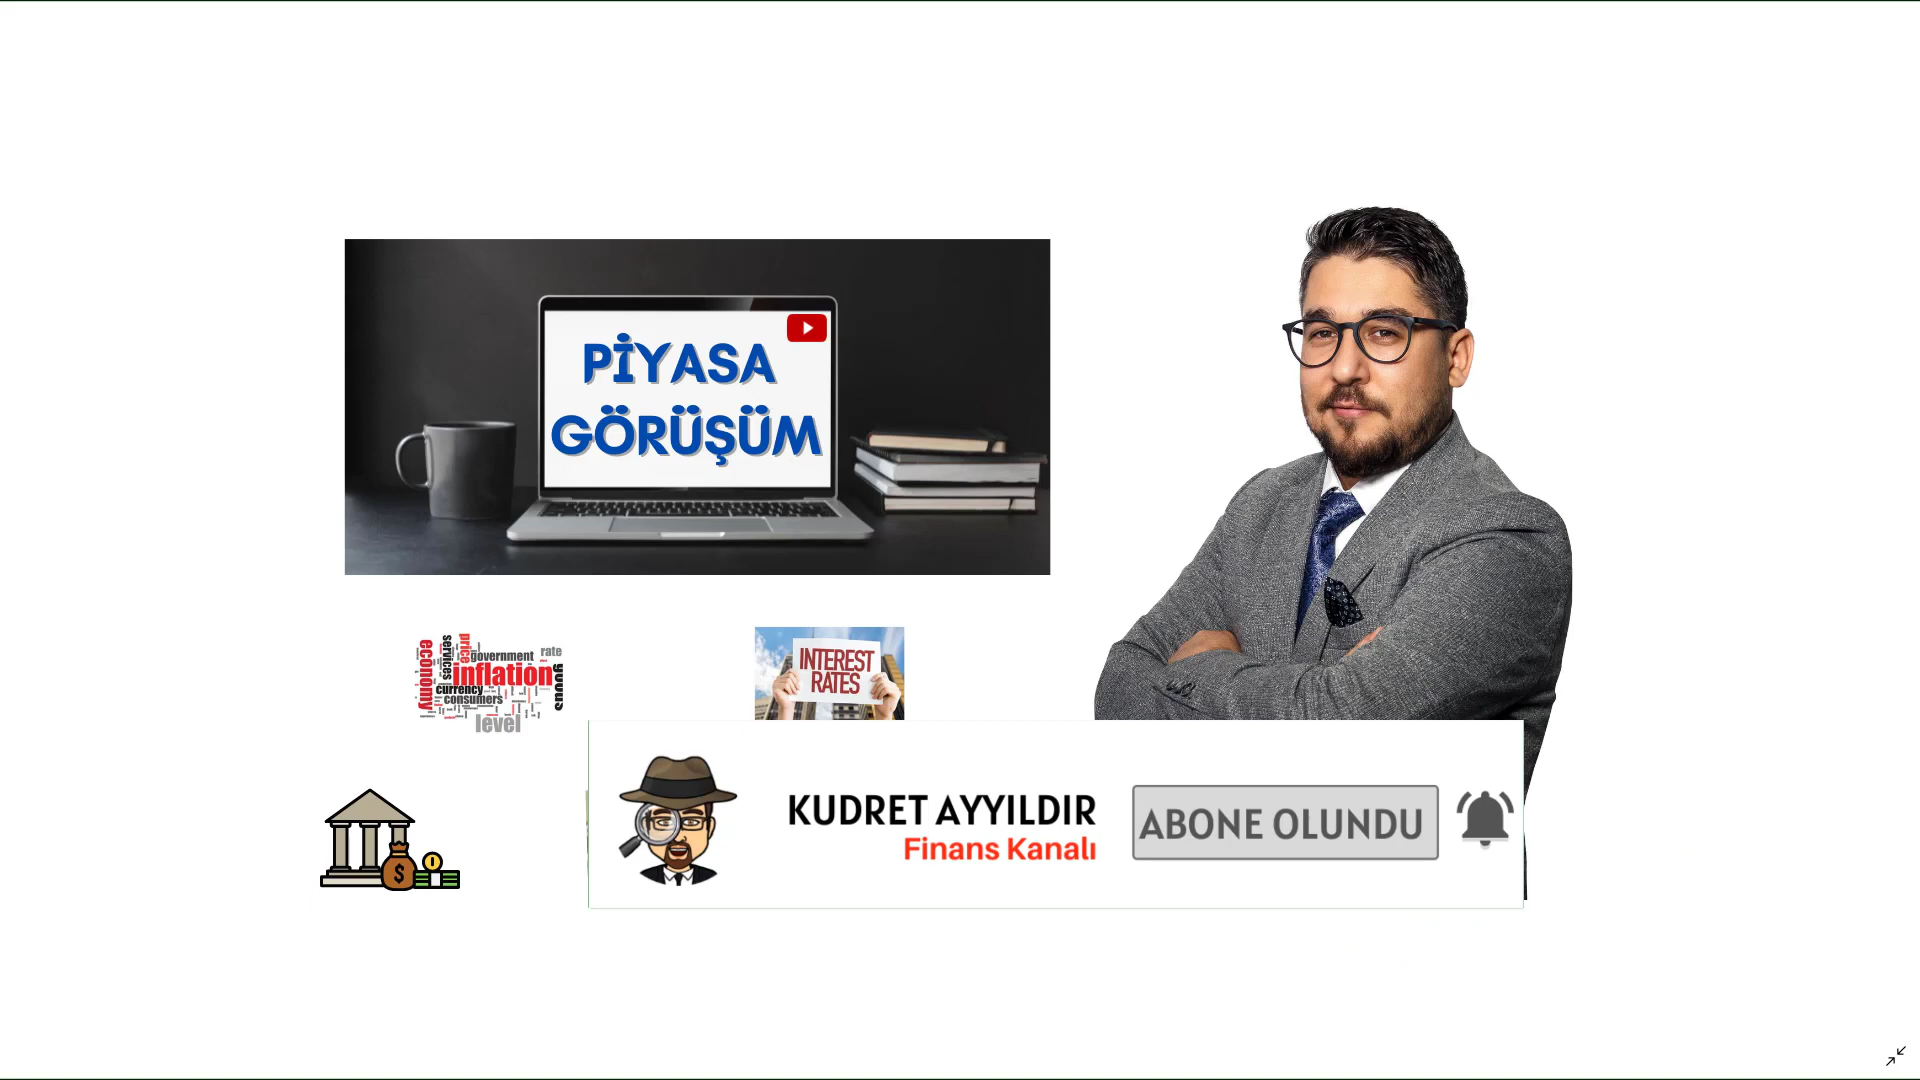 PİYASA
GÖRÜŞÜM
economy
services
price
government
rate
inflation
currency
consumers
goods
level
INTEREST
RATES
$
KUDRET AYYILDIR
Finans Kanalı
ABONE OLUNDU